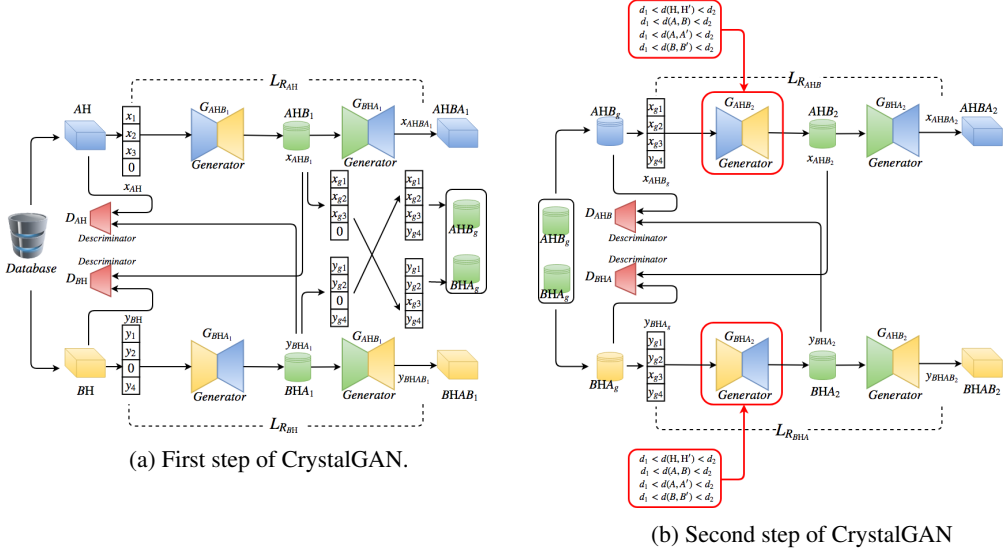 L_{R_{AH}}
AH
x_1
x_2
x_3
0
x_{AH}
G_{AHB_1}
Generator
AHB_1
x_{AHB_1}
G_{BHA_1}
Generator
x_{AHBA_1}
AHBA_1
Database
D_{AH}
Descriminator
Descriminator
D_{BH}
x_{g1}
x_{g2}
x_{g3}
0
x_{g1}
x_{g2}
x_{g3}
y_{g4}
AHB_g
BHA_g
y_{g1}
y_{g2}
0
y_{g4}
y_{g1}
y_{g2}
x_{g3}
y_{g4}
y_{BH}
y_1
y_2
0
y_4
BH
G_{BHA_1}
Generator
y_{BHA_1}
BHA_1
G_{AHB_1}
Generator
y_{BHAB_1}
BHAB_1
L_{R_{BH}}
(a) First step of CrystalGAN.
d_1 < d(H, H′) < d_2
d_1 < d(A, B) < d_2
d_1 < d(A, A′) < d_2
d_1 < d(B, B′) < d_2
L_{R_{AHB}}
AHB_g
x_{g1}
x_{g2}
x_{g3}
y_{g4}
x_{AHB_g}
G_{AHB_2}
Generator
AHB_2
x_{AHB_2}
G_{BHA_2}
Generator
x_{AHBA_2}
AHBA_2
AHB_g
BHA_g
D_{AHB}
Descriminator
Descriminator
D_{BHA}
y_{BHA_g}
y_{g1}
y_{g2}
x_{g3}
y_{g4}
BHA_g
G_{BHA_2}
Generator
y_{BHA_2}
BHA_2
G_{AHB_2}
Generator
y_{BHAB_2}
BHAB_2
L_{R_{BHA}}
d_1 < d(H, H′) < d_2
d_1 < d(A, B) < d_2
d_1 < d(A, A′) < d_2
d_1 < d(B, B′) < d_2
(b) Second step of CrystalGAN